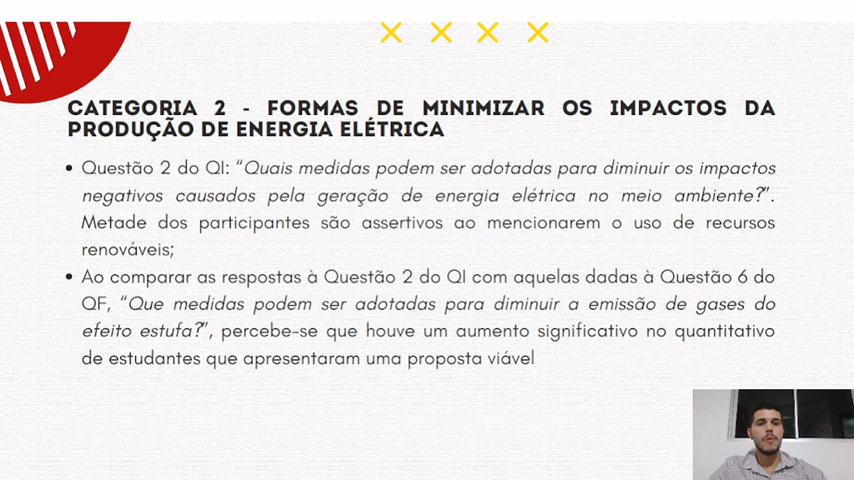 CATEGORIA 2 - FORMAS DE MINIMIZAR OS IMPACTOS DA
PRODUÇÃO DE ENERGIA ELÉTRICA
• Questão 2 do QI: “Quais medidas podem ser adotadas para diminuir os impactos
negativos causados pela geração de energia elétrica no meio ambiente?”.
Metade dos participantes são assertivos ao mencionarem o uso de recursos
renováveis;
• Ao comparar as respostas à Questão 2 do QI com aquelas dadas à Questão 6 do
QF, “Que medidas podem ser adotadas para diminuir a emissão de gases do
efeito estufa?”, percebe-se que houve um aumento significativo no quantitativo
de estudantes que apresentaram uma proposta viável